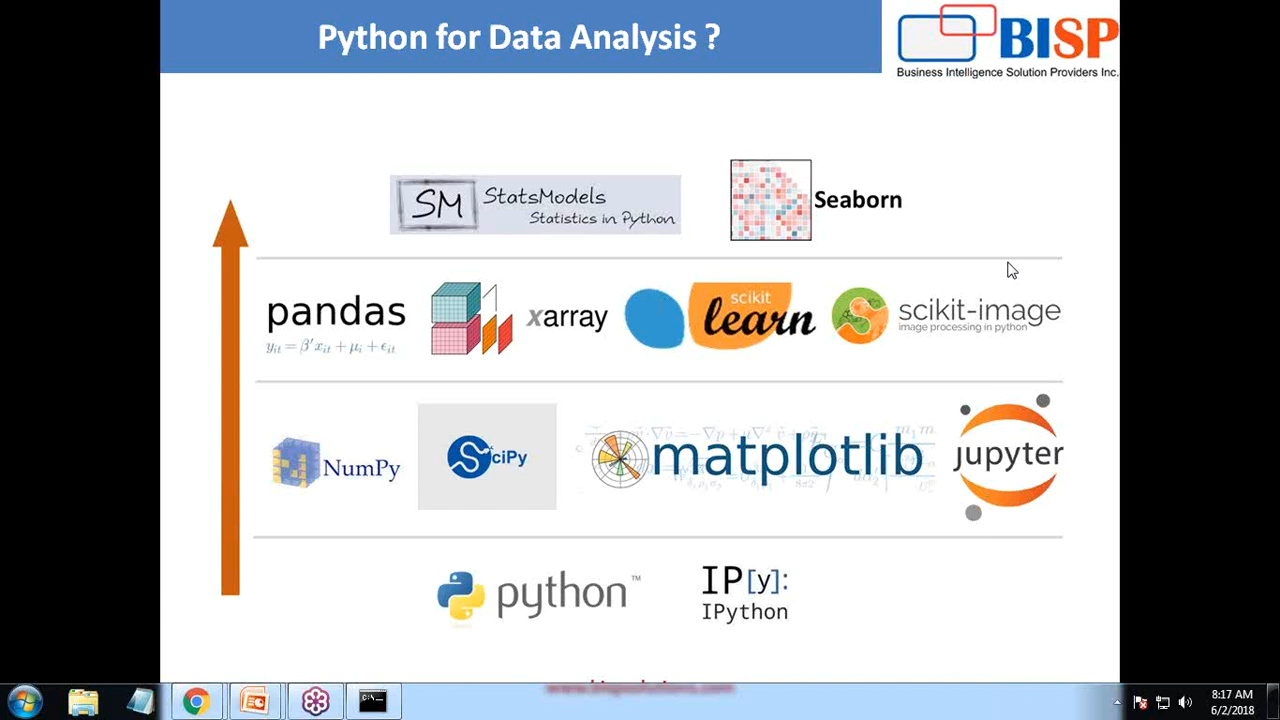 Python for Data Analysis ?
BISP
Business Intelligence Solution Providers Inc.
SM StatsModels
Statistics in Python
Seaborn
pandas
xarray
scikit
learn
scikit-image
image processing in python
NumPy
SciPy
matplotlib
jupyter
python™
IP[y]:
IPython
8:17 AM
6/2/2018